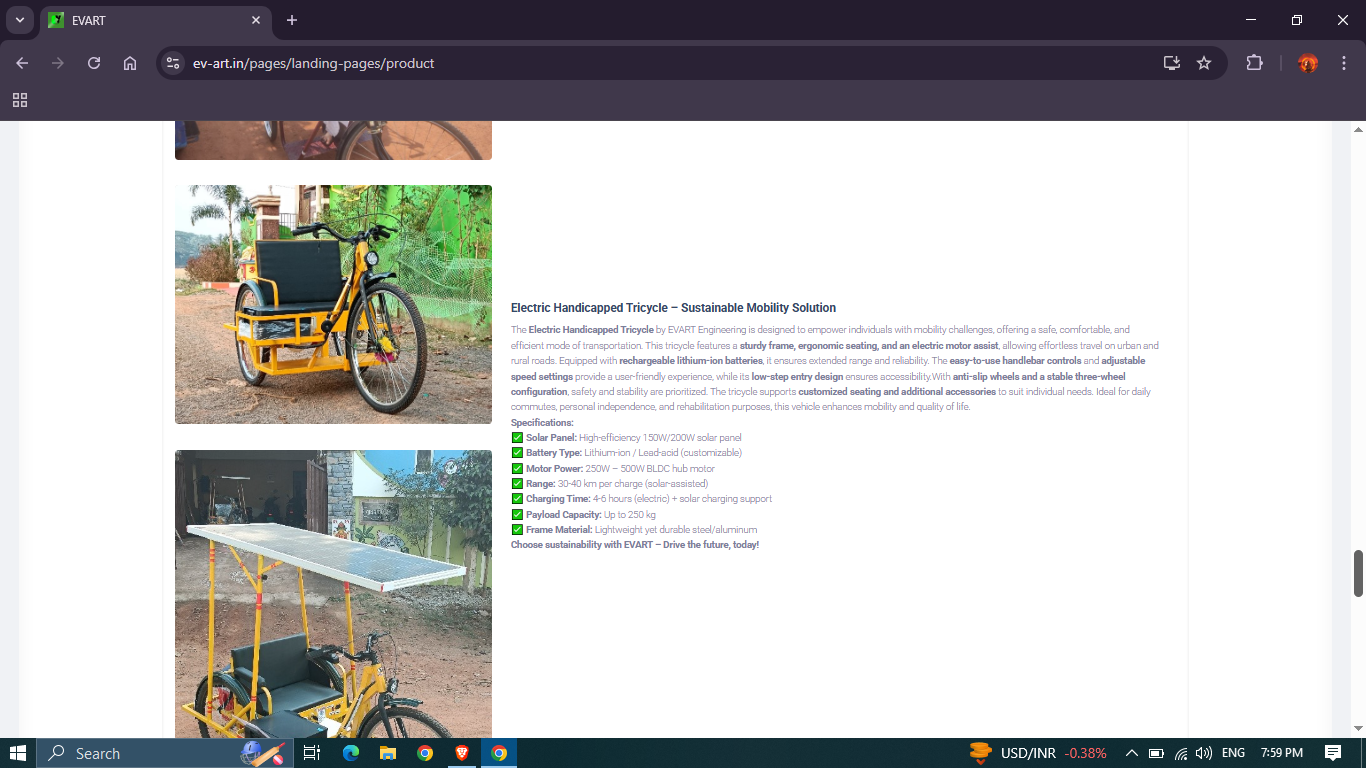 EVART
ev-art.in/pages/landing-pages/product
Electric Handicapped Tricycle – Sustainable Mobility Solution
The Electric Handicapped Tricycle by EVART Engineering is designed to empower individuals with mobility challenges, offering a safe, comfortable, and
efficient mode of transportation. This tricycle features a sturdy frame, ergonomic seating, and an electric motor assist, allowing effortless travel on urban and
rural roads. Equipped with rechargeable lithium-ion batteries, it ensures extended range and reliability. The easy-to-use handlebar controls and adjustable
speed settings provide a user-friendly experience, while its low-step entry design ensures accessibility.With anti-slip wheels and a stable three-wheel
configuration, safety and stability are prioritized. The tricycle supports customized seating and additional accessories to suit individual needs. Ideal for daily
commutes, personal independence, and rehabilitation purposes, this vehicle enhances mobility and quality of life.
Specifications:
✅ Solar Panel: High-efficiency 150W/200W solar panel
✅ Battery Type: Lithium-ion / Lead-acid (customizable)
✅ Motor Power: 250W – 500W BLDC hub motor
✅ Range: 30-40 km per charge (solar-assisted)
✅ Charging Time: 4-6 hours (electric) + solar charging support
✅ Payload Capacity: Up to 250 kg
✅ Frame Material: Lightweight yet durable steel/aluminum
Choose sustainability with EVART – Drive the future, today!
Search
USD/INR -0.38%
ENG
7:59 PM